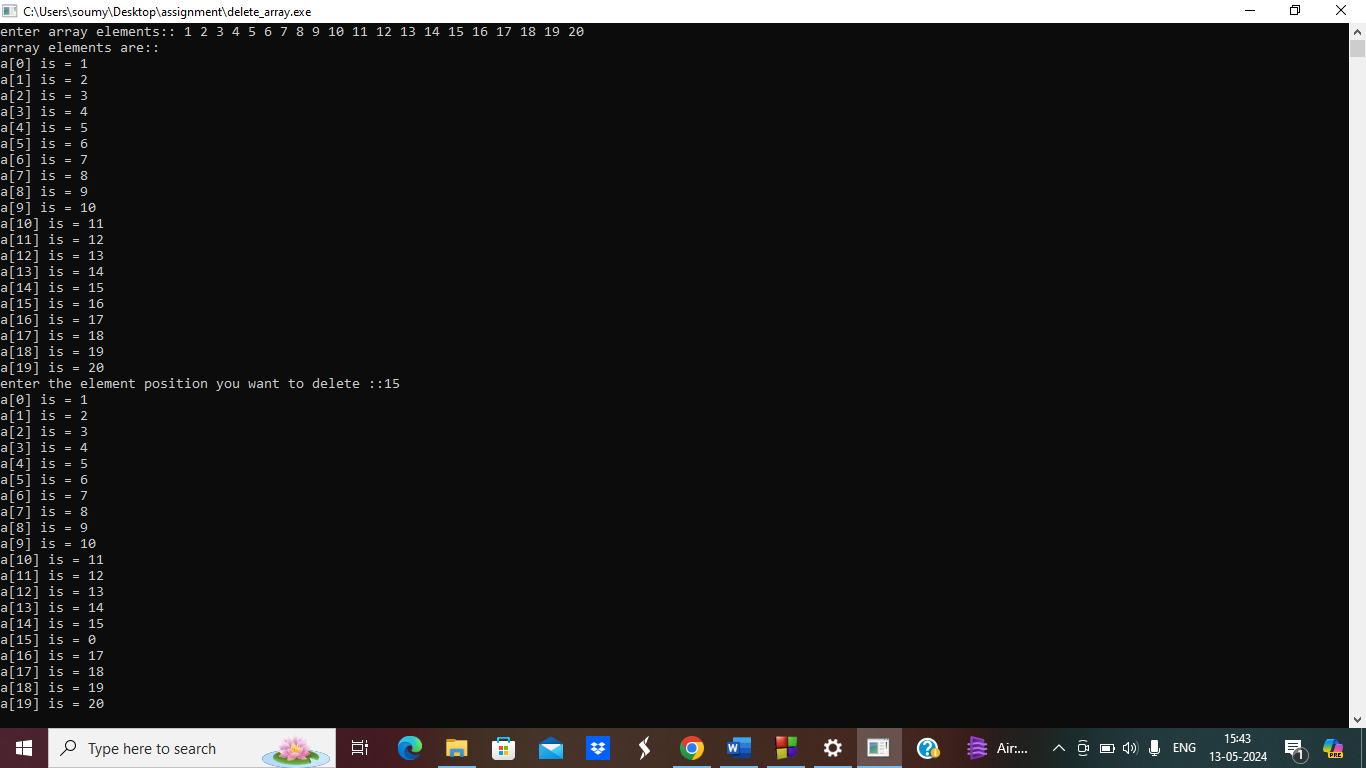 C:\Users\soumy\Desktop\assignment\delete_array.exe
enter array elements:: 1 2 3 4 5 6 7 8 9 10 11 12 13 14 15 16 17 18 19 20
array elements are::
a[0] is = 1
a[1] is = 2
a[2] is = 3
a[3] is = 4
a[4] is = 5
a[5] is = 6
a[6] is = 7
a[7] is = 8
a[8] is = 9
a[9] is = 10
a[10] is = 11
a[11] is = 12
a[12] is = 13
a[13] is = 14
a[14] is = 15
a[15] is = 16
a[16] is = 17
a[17] is = 18
a[18] is = 19
a[19] is = 20
enter the element position you want to delete ::15
a[0] is = 1
a[1] is = 2
a[2] is = 3
a[3] is = 4
a[4] is = 5
a[5] is = 6
a[6] is = 7
a[7] is = 8
a[8] is = 9
a[9] is = 10
a[10] is = 11
a[11] is = 12
a[12] is = 13
a[13] is = 14
a[14] is = 15
a[15] is = 0
a[16] is = 17
a[17] is = 18
a[18] is = 19
a[19] is = 20
Type here to search
Air:...
ENG
15:43
13-05-2024
1
PRE